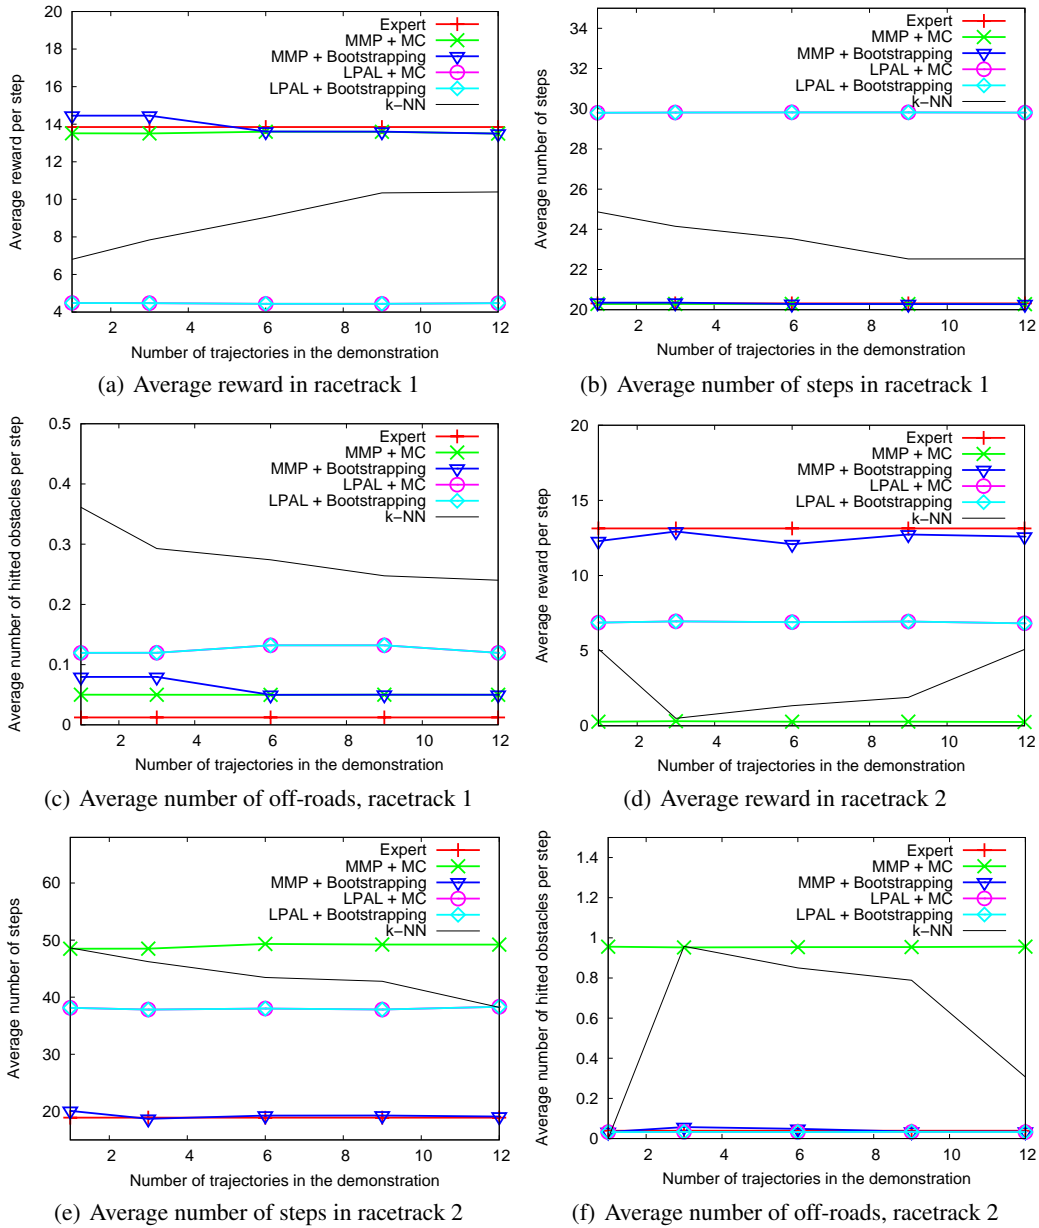 20
18
16
14
12
10
8
6
4
2
4
6
8
10
12
Average reward per step
Number of trajectories in the demonstration
Expert
MMP + MC
MMP + Bootstrapping
LPAL + MC
LPAL + Bootstrapping
k-NN
(a) Average reward in racetrack 1
34
32
30
28
26
24
22
20
2
4
6
8
10
12
Average number of steps
Number of trajectories in the demonstration
Expert
MMP + MC
MMP + Bootstrapping
LPAL + MC
LPAL + Bootstrapping
k-NN
(b) Average number of steps in racetrack 1
0.5
0.4
0.3
0.2
0.1
0
2
4
6
8
10
12
Average number of hitted obstacles per step
Number of trajectories in the demonstration
Expert
MMP + MC
MMP + Bootstrapping
LPAL + MC
LPAL + Bootstrapping
k-NN
(c) Average number of off-roads, racetrack 1
20
15
10
5
0
2
4
6
8
10
12
Average reward per step
Number of trajectories in the demonstration
Expert
MMP + MC
MMP + Bootstrapping
LPAL + MC
LPAL + Bootstrapping
k-NN
(d) Average reward in racetrack 2
60
50
40
30
20
2
4
6
8
10
12
Average number of steps
Number of trajectories in the demonstration
Expert
MMP + MC
MMP + Bootstrapping
LPAL + MC
LPAL + Bootstrapping
k-NN
(e) Average number of steps in racetrack 2
1.4
1.2
1
0.8
0.6
0.4
0.2
0
2
4
6
8
10
12
Average number of hitted obstacles per step
Number of trajectories in the demonstration
Expert
MMP + MC
MMP + Bootstrapping
LPAL + MC
LPAL + Bootstrapping
k-NN
(f) Average number of off-roads, racetrack 2